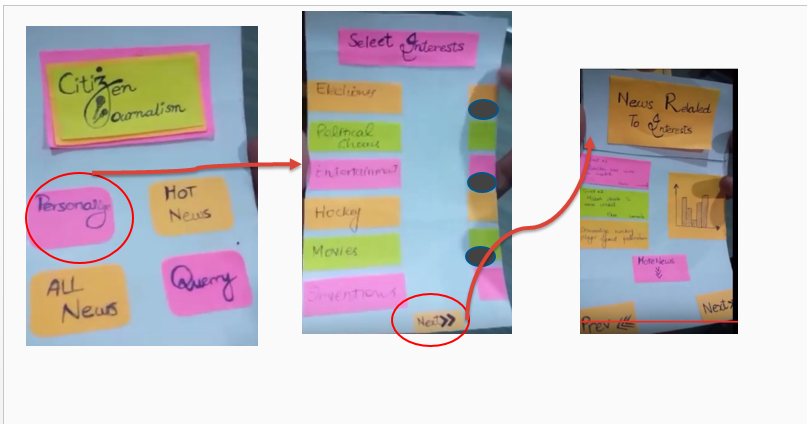 Citizen
Journalism
Personalize
HOT
News
ALL
News
Query
Select Interests
Elections
Political
Entertainment
Hockey
Movies
Inventions
Next>>
News Related
To Interests
More News
Prev
Next